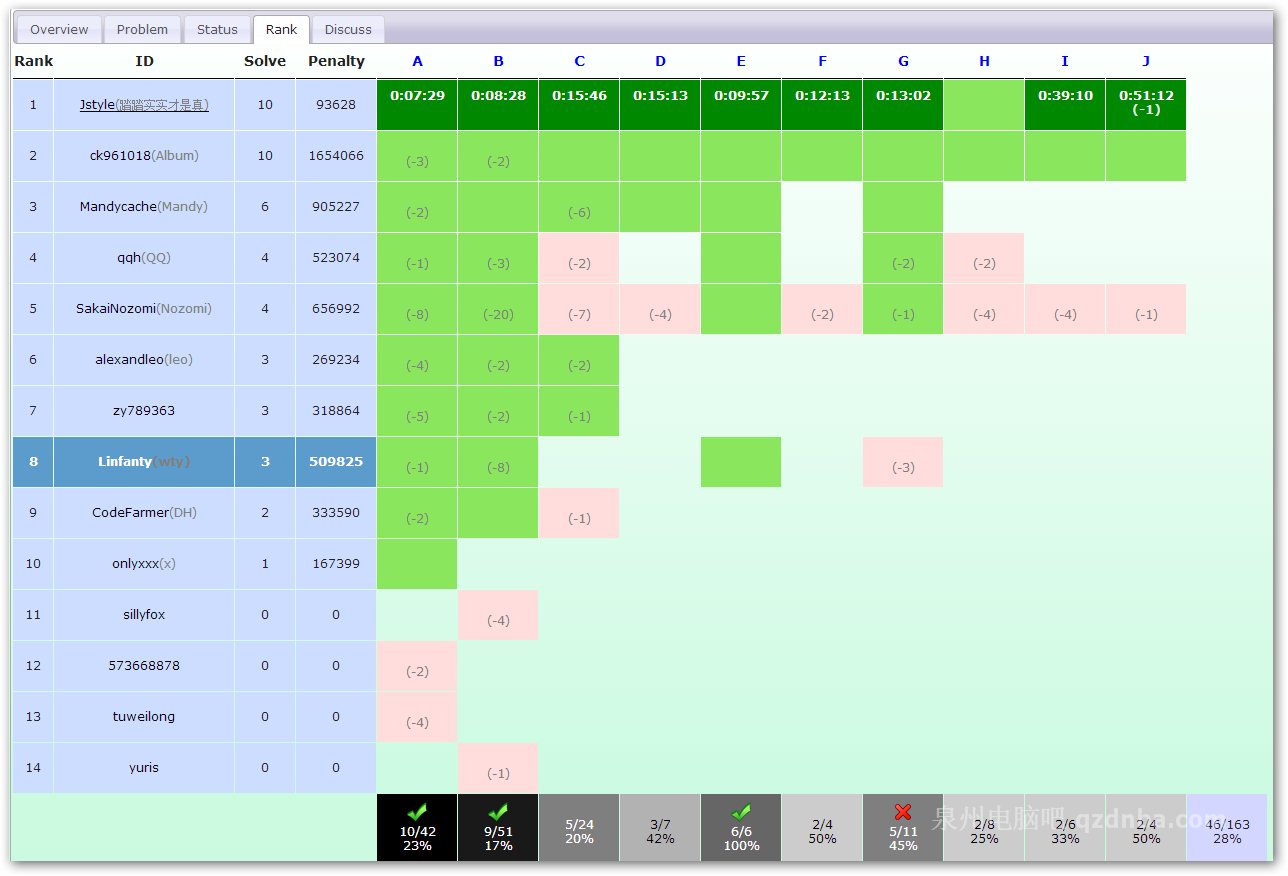 Overview Problem Status Rank Discuss
Rank ID Solve Penalty A B C D E F G H I J
1 Jstyle(踏踏实实才是真) 10 93628 0:07:29 0:08:28 0:15:46 0:15:13 0:09:57 0:12:13 0:13:02 0:39:10 0:51:12
(-1)
2 ck961018(Album) 10 1654066 (-3) (-2)
3 Mandycache(Mandy) 6 905227 (-2) (-6)
4 qqh(QQ) 4 523074 (-1) (-3) (-2) (-2) (-2)
5 SakaiNozomi(Nozomi) 4 656992 (-8) (-20) (-7) (-4) (-2) (-1) (-4) (-4) (-1)
6 alexandleo(leo) 3 269234 (-4) (-2) (-2)
7 zy789363 3 318864 (-5) (-2) (-1)
8 Linfanty(wty) 3 509825 (-1) (-8) (-3)
9 CodeFarmer(DH) 2 333590 (-2) (-1)
10 onlyxxx(x) 1 167399
11 sillyfox 0 0 (-4)
12 573668878 0 0 (-2)
13 tuweilong 0 0 (-4)
14 yuris 0 0 (-1)
10/42 9/51 5/24 3/7 6/6 2/4 5/11 2/8 2/6 2/4 46/163
23% 17% 20% 42% 100% 50% 45% 25% 33% 50% 28%
泉州电脑吧 qzdnba.com